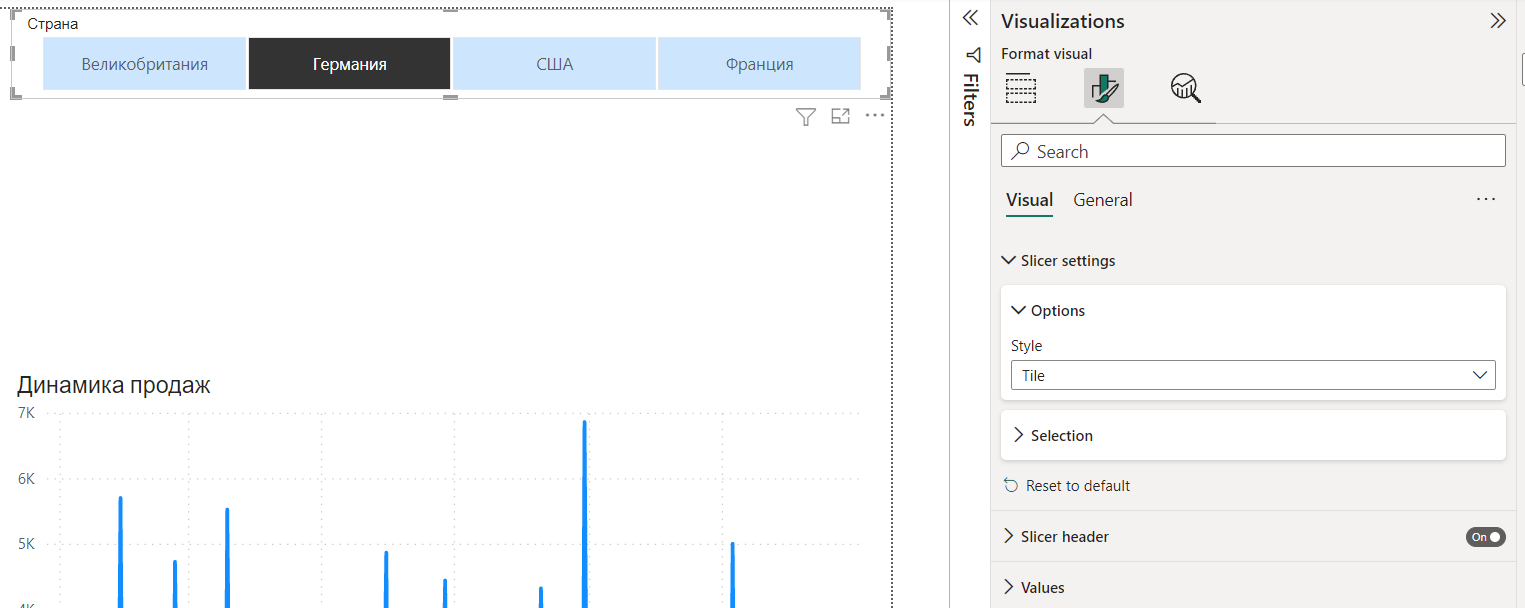 Страна
Великобритания Германия США Франция
Динамика продаж
7K
6K
5K
4K
Filters
Visualizations
Format visual
Search
Visual General
Slicer settings
Options
Style
Tile
Selection
Reset to default
Slicer header On
Values